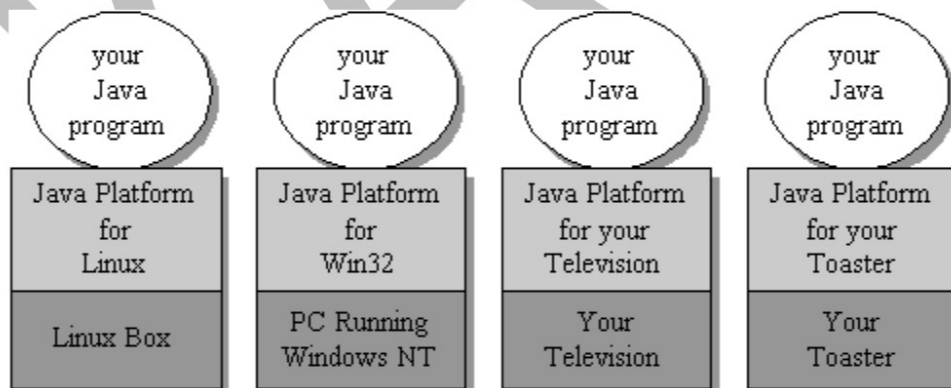 your
Java
program
your
Java
program
your
Java
program
your
Java
program
Java Platform
for
Linux
Java Platform
for
Win32
Java Platform
for your
Television
Java Platform
for your
Toaster
Linux Box
PC Running
Windows NT
Your
Television
Your
Toaster